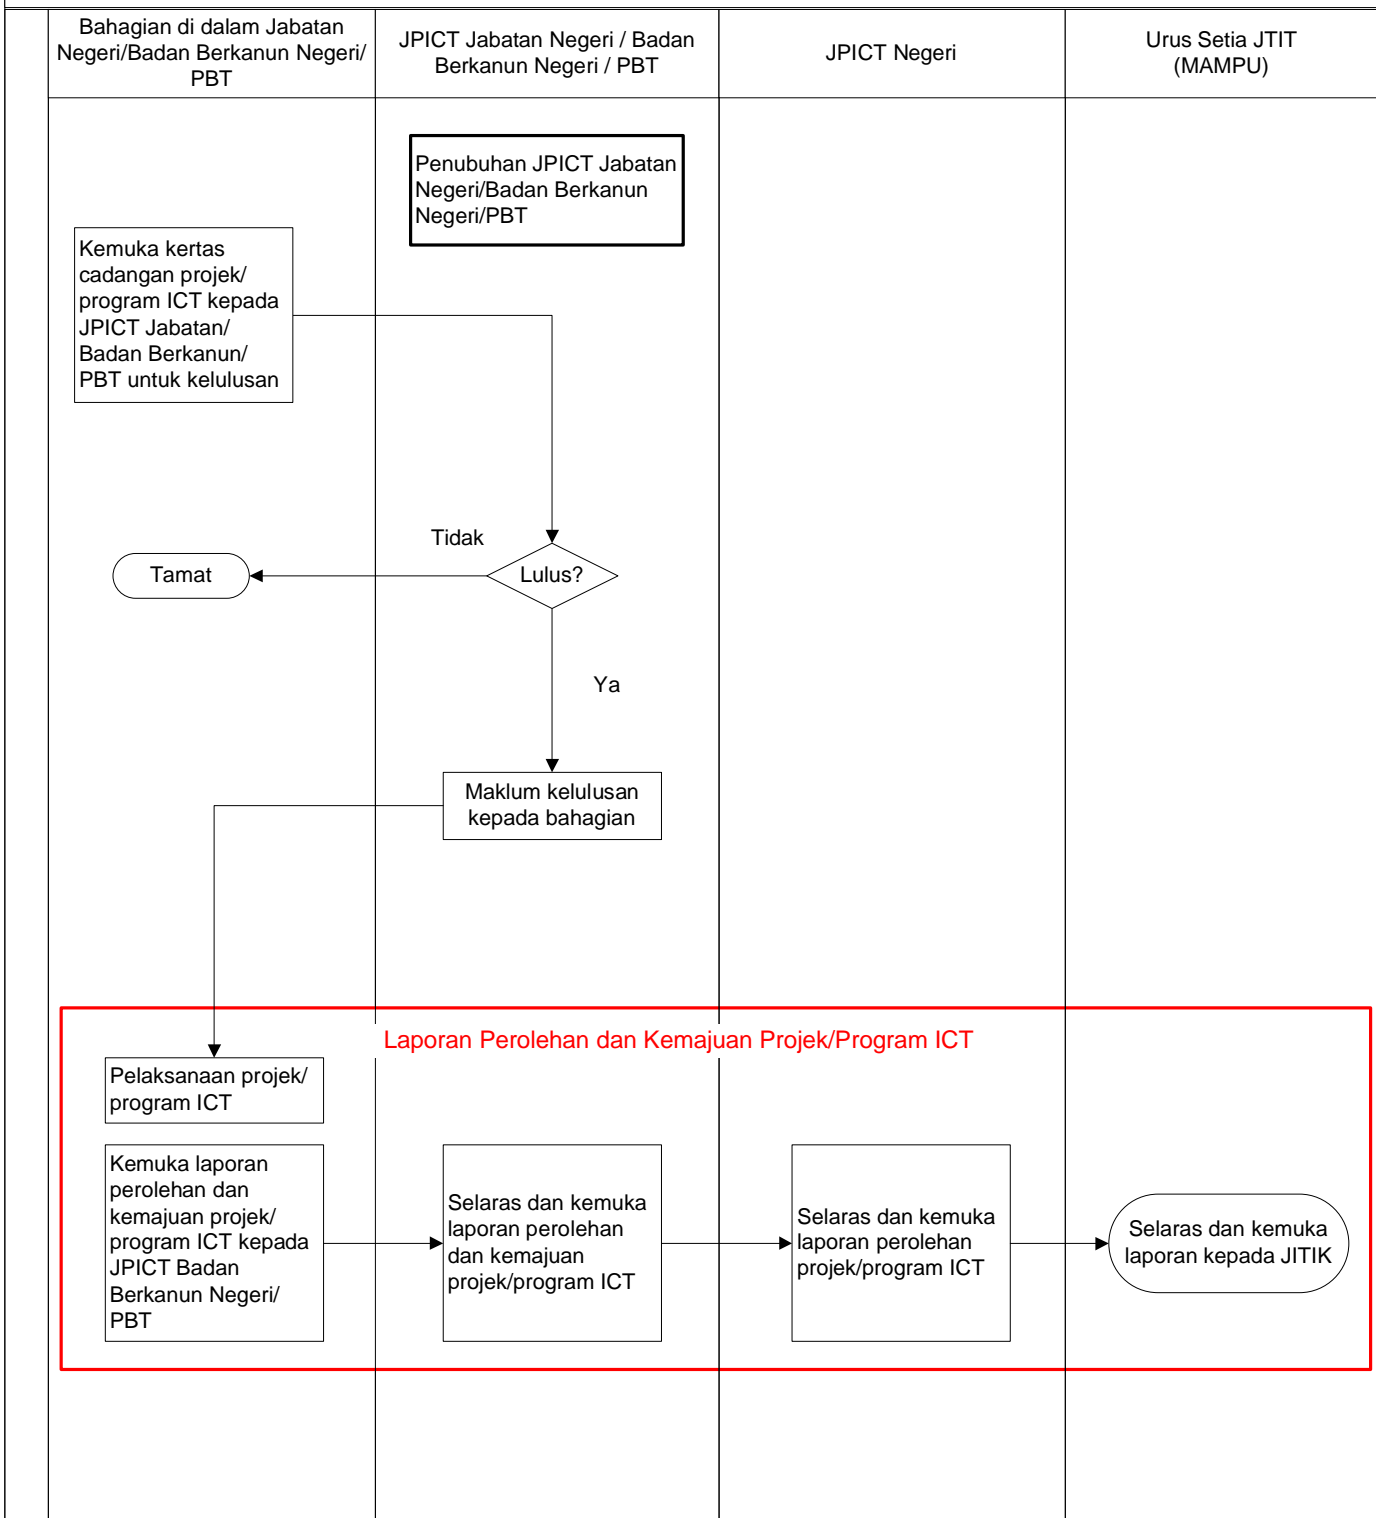 Bahagian di dalam Jabatan
Negeri/Badan Berkanun Negeri/
PBT
JPICT Jabatan Negeri / Badan
Berkanun Negeri / PBT
JPICT Negeri
Urus Setia JTIT
(MAMPU)
Penubuhan JPICT Jabatan
Negeri/Badan Berkanun
Negeri/PBT
Kemuka kertas
cadangan projek/
program ICT kepada
JPICT Jabatan/
Badan Berkanun/
PBT untuk kelulusan
Tidak
Tamat
Lulus?
Ya
Maklum kelulusan
kepada bahagian
Laporan Perolehan dan Kemajuan Projek/Program ICT
Pelaksanaan projek/
program ICT
Kemuka laporan
perolehan dan
kemajuan projek/
program ICT kepada
JPICT Badan
Berkanun Negeri/
PBT
Selaras dan kemuka
laporan perolehan
dan kemajuan
projek/program ICT
Selaras dan kemuka
laporan perolehan
projek/program ICT
Selaras dan kemuka
laporan kepada JITIK